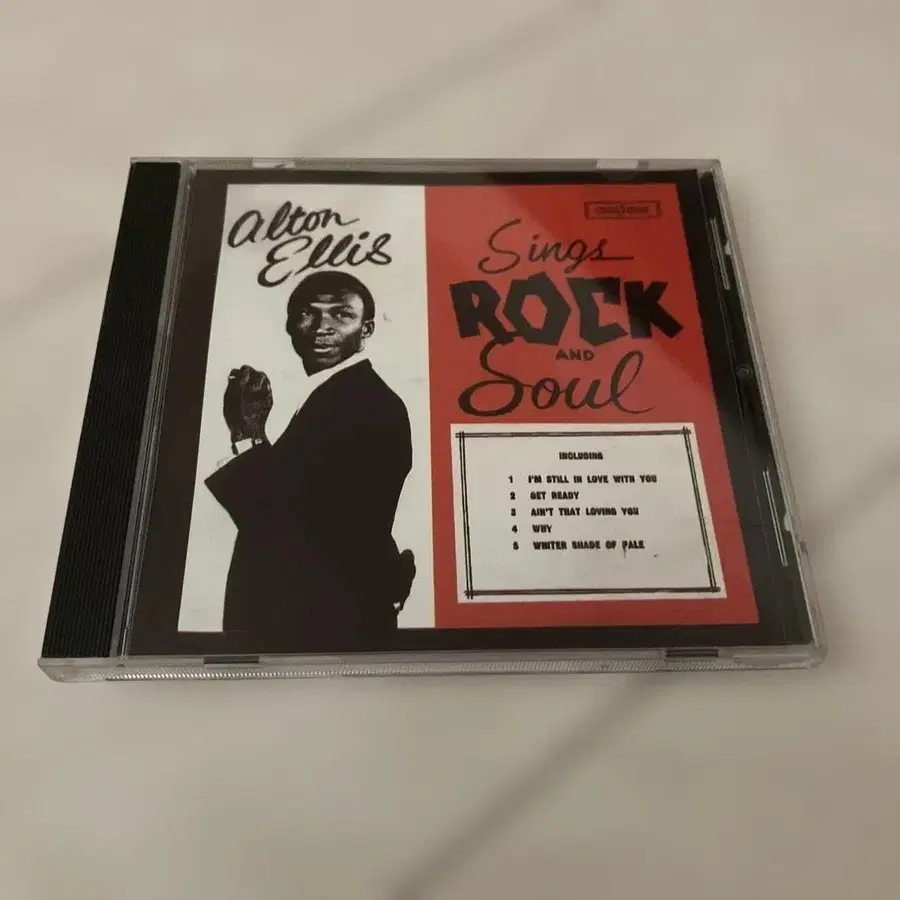 Alton
Ellis
Sings
ROCK
AND
Soul
INCLUDING
1 I'M STILL IN LOVE WITH YOU
2 GET READY
3 AIN'T THAT LOVING YOU
4 WHY
5 WHITER SHADE OF PALE